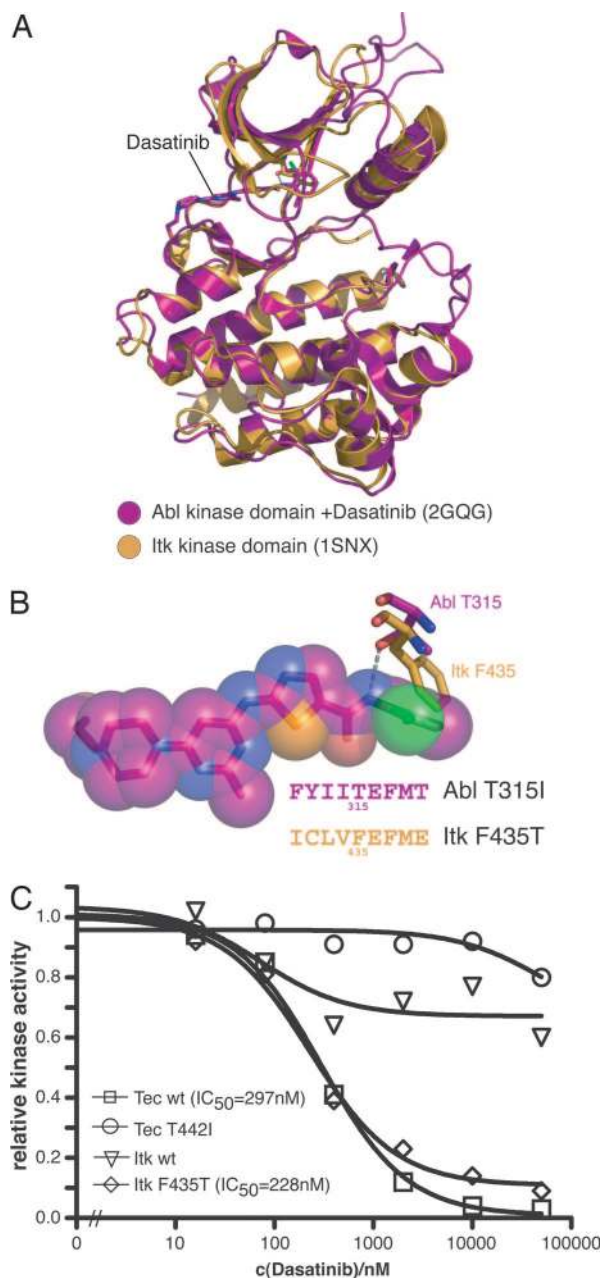 A
Dasatinib
Abl kinase domain +Dasatinib (2GQG)
Itk kinase domain (1SNX)
B
Abl T315
Itk F435
FYIITEFMT Abl T315I
315
ICLVFEFME Itk F435T
435
C
relative kinase activity
1.0
0.8
0.6
0.4
0.2
0.0
Tec wt (IC50=297nM)
Tec T442I
Itk wt
Itk F435T (IC50=228nM)
0 10 100 1000 10000 100000
c(Dasatinib)/nM